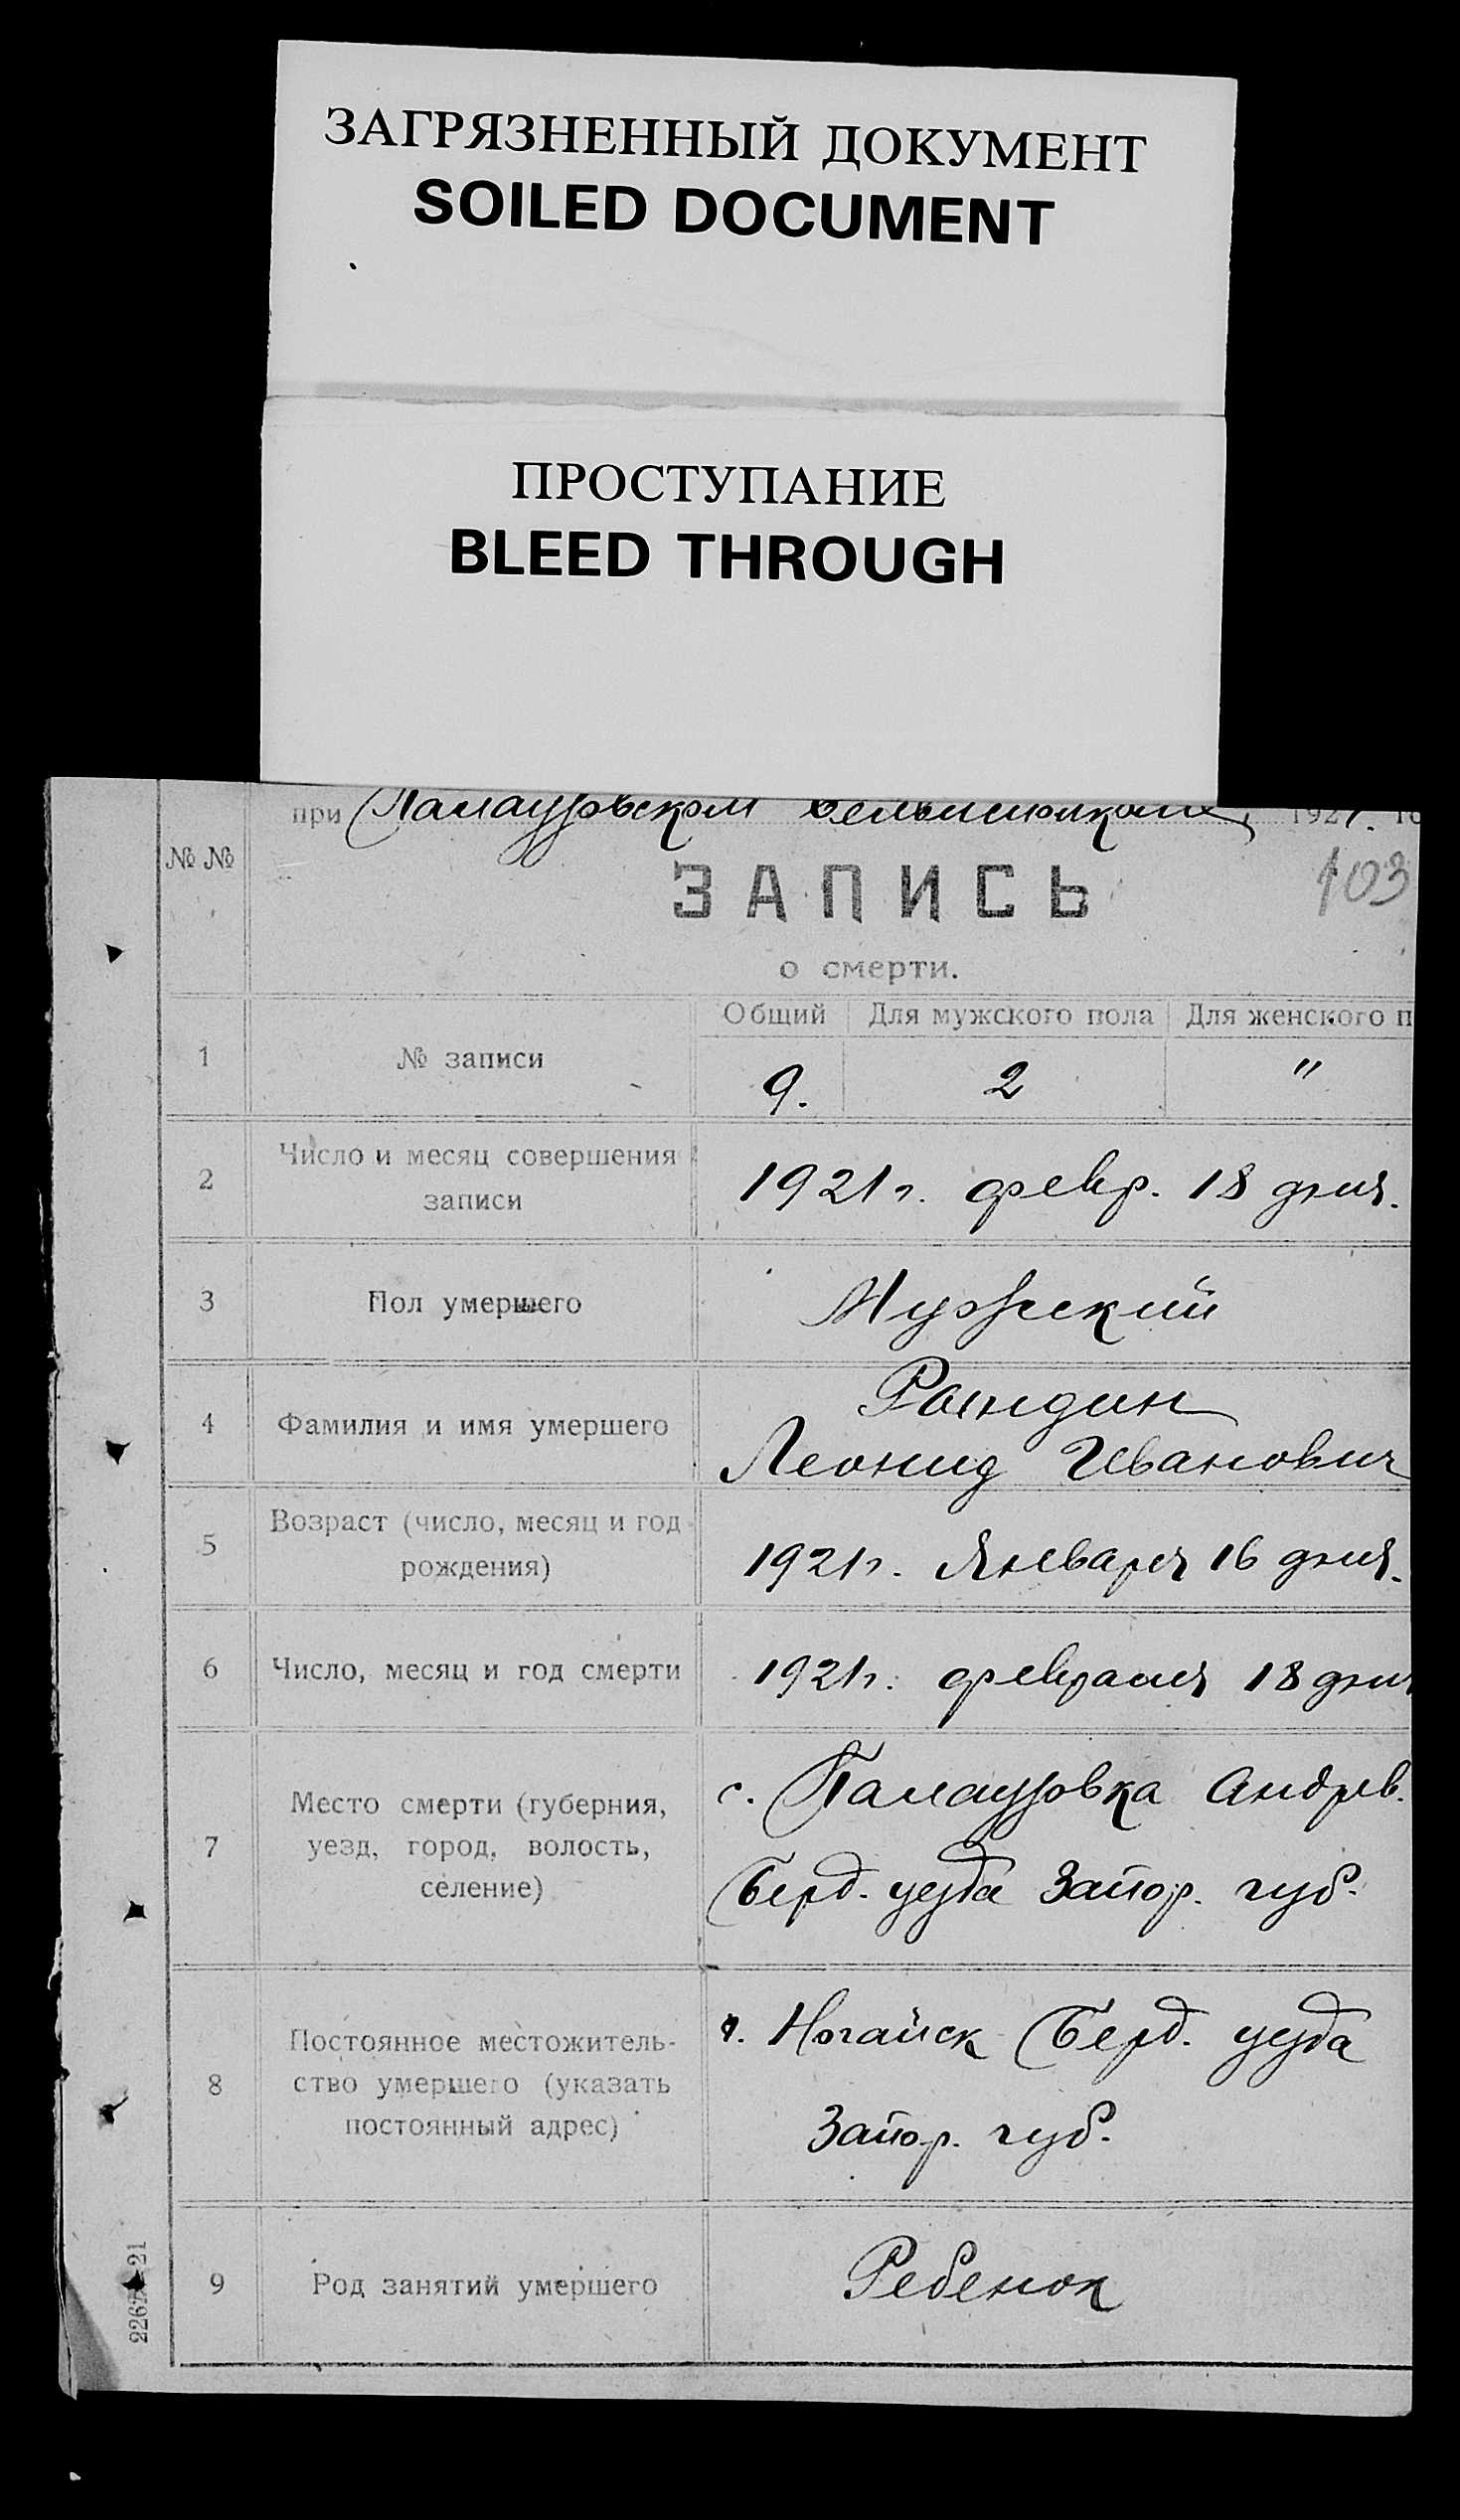 ЗАГРЯЗНЕННЫЙ ДОКУМЕНТ
SOILED DOCUMENT
ПРОСТУПАНИЕ
BLEED THROUGH
при 1921. го
№ №
103
ЗАПИСЬ
о смерти.
Общий Для мужского пола Для женского п
1 № записи 9. 2 "
2 Число и месяц совершения
записи
1921 г. февр. 18 дня.
3 Пол умершего Мужеский
4 Фамилия и имя умершего
Рындин
Леонид Иванович
5 Возраст (число, месяц и год
рождения)
1921 г. Января 16 дня.
6 Число, месяц и год смерти 1921 г. февраля 18 дня
7 Место смерти (губерния,
уезд, город, волость,
селение)
с. Андрев.
Берд. уезда Запор. губ.
8 Постоянное местожитель-
ство умершего (указать
постоянный адрес)
г. Ногайск Берд. уезда
Запор. губ.
9 Род занятий умершего Ребенок